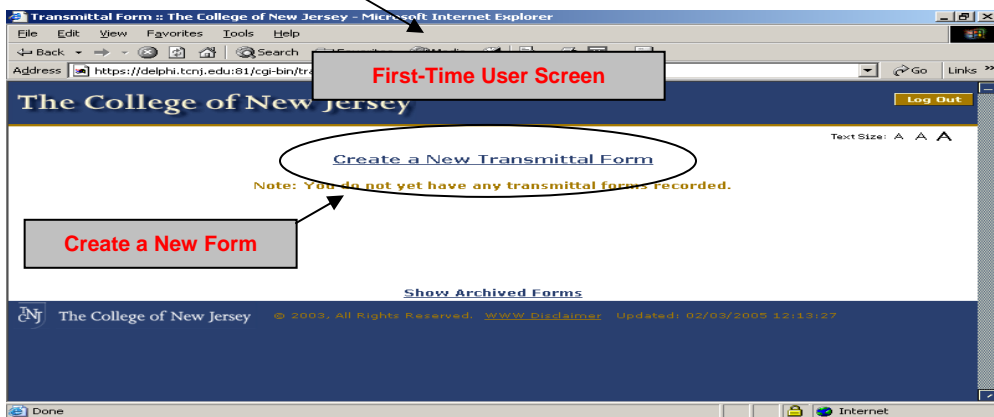 Transmittal Form :: The College of New Jersey - Microsoft Internet Explorer
File Edit View Favorites Tools Help
Back Search
Address https://delphi.tcnj.edu:81/cgi-bin/tra Go Links »
First-Time User Screen
The College of New Jersey Log Out
Text Size: A A A
Create a New Transmittal Form
Note: You do not yet have any transmittal forms recorded.
Create a New Form
Show Archived Forms
TCNJ The College of New Jersey © 2003, All Rights Reserved. WWW Disclaimer Updated: 02/03/2005 12:13:27
Done Internet